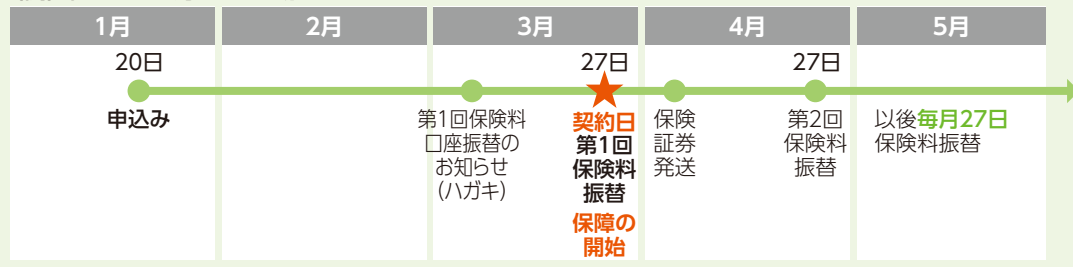 1月
2月
3月
4月
5月
20日
27日
27日
申込み
第1回保険料
口座振替の
お知らせ
(ハガキ)
契約日
第1回
保険料
振替
保障の
開始
保険
証券
発送
第2回
保険料
振替
以後毎月27日
保険料振替